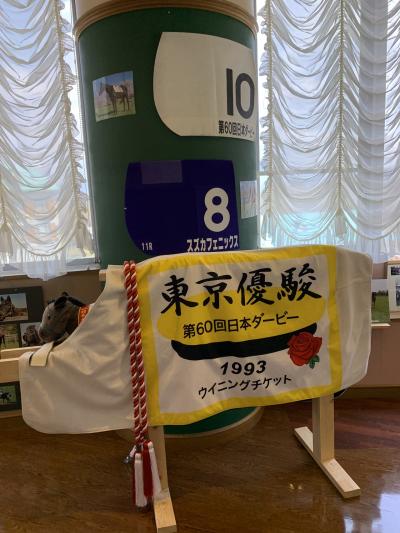 10
第60回日本ダービー
8
11R
スズカフェニックス
東京優駿
第60回日本ダービー
1993
ウイニングチケット